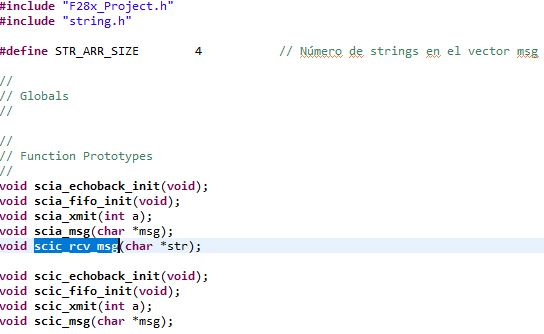 #include "F28x_Project.h"
#include "string.h"
#define STR_ARR_SIZE 4 // Número de strings en el vector msg
//
// Globals
//
//
// Function Prototypes
//
void scia_echoback_init(void);
void scia_fifo_init(void);
void scia_xmit(int a);
void scia_msg(char *msg);
void scic_rcv_msg(char *str);
void scic_echoback_init(void);
void scic_fifo_init(void);
void scic_xmit(int a);
void scic_msg(char *msg);